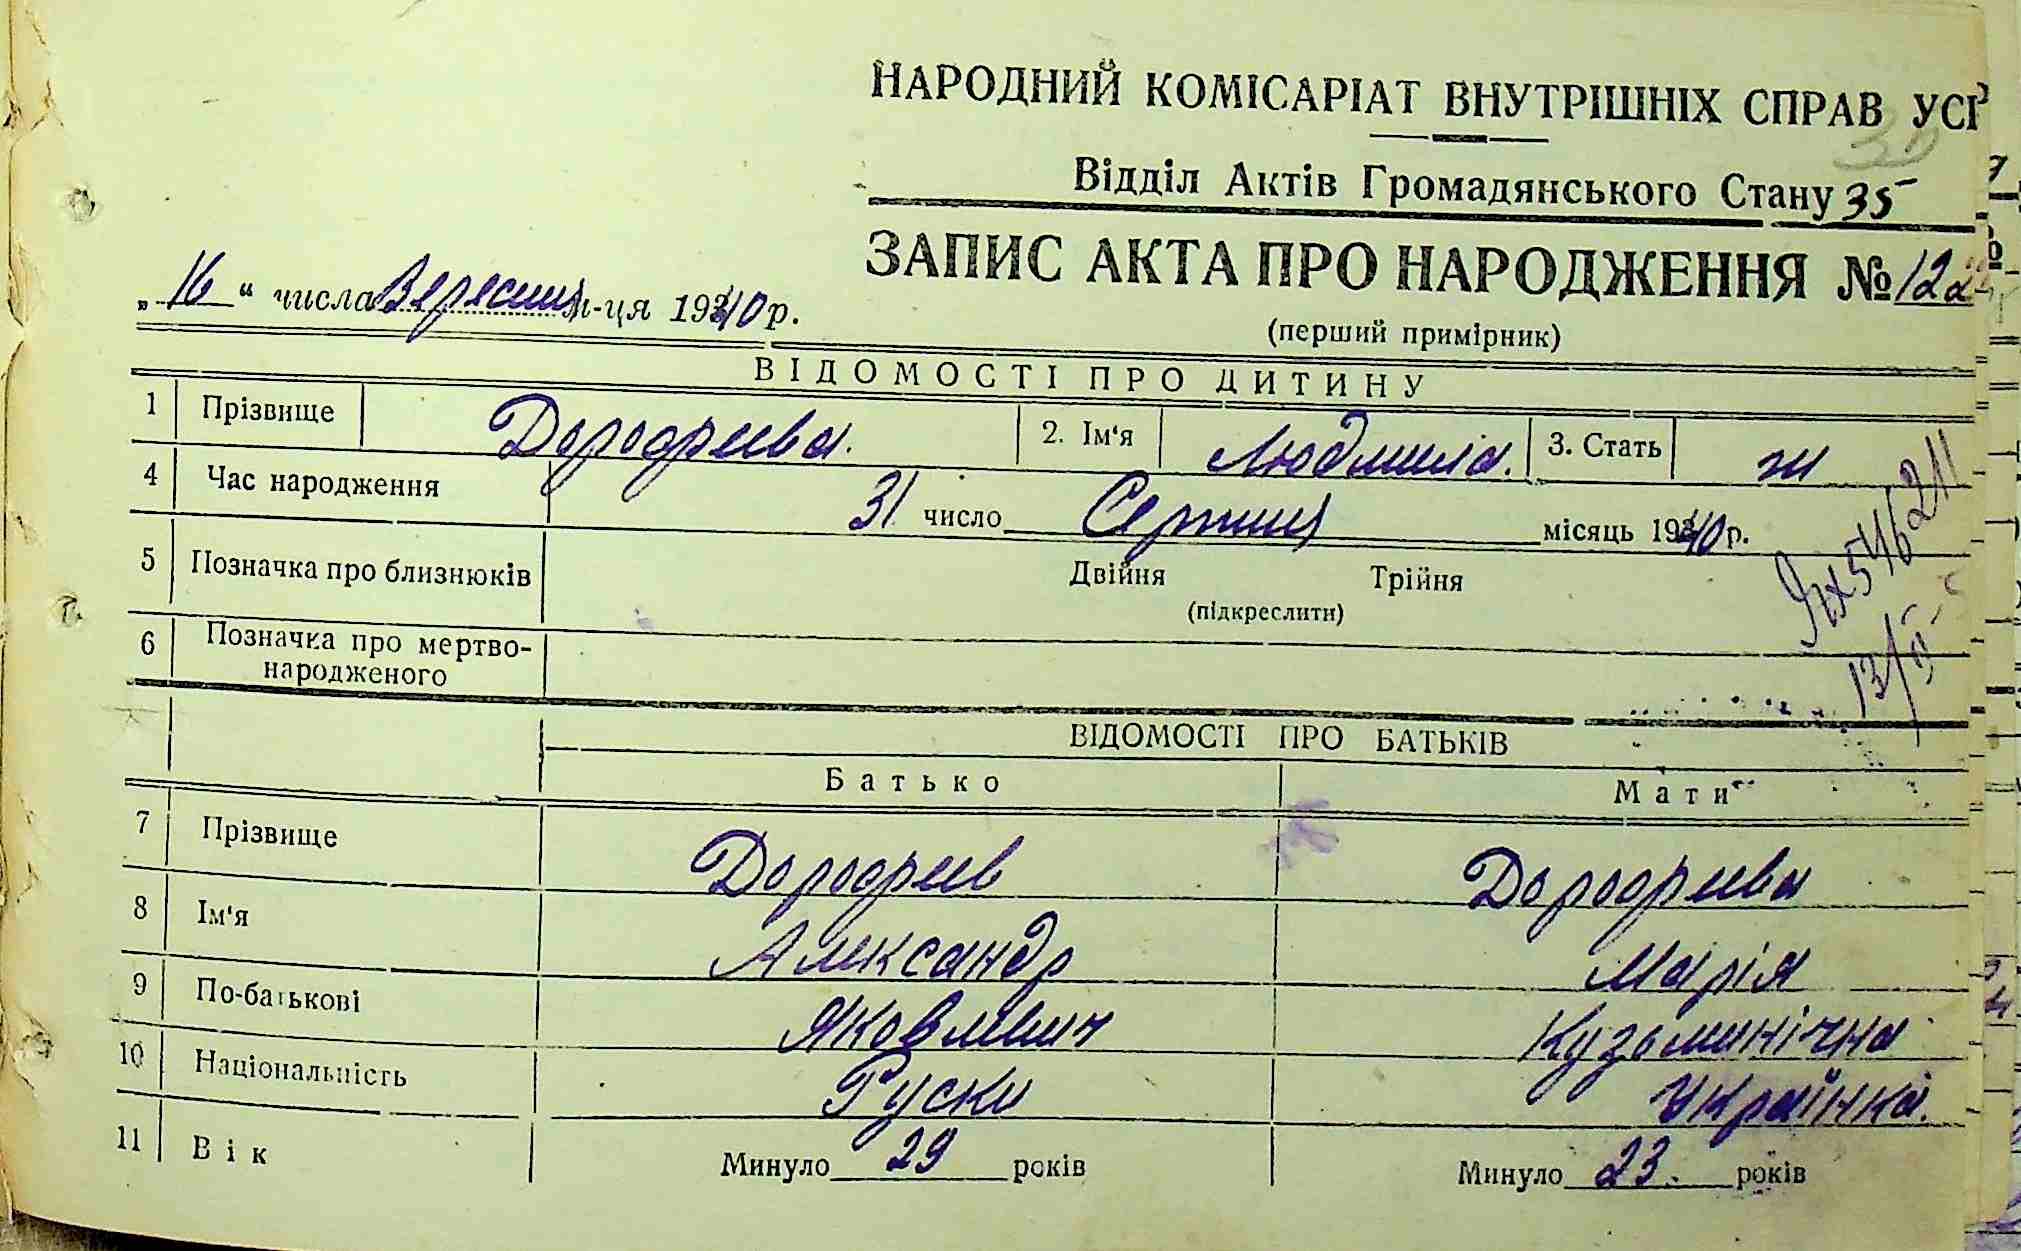 НАРОДНИЙ КОМІСАРІАТ ВНУТРІШНІХ СПРАВ УСР
Відділ Актів Громадянського Стану 35
ЗАПИС АКТА ПРО НАРОДЖЕННЯ №122
„16“ числа Вересня м-ця 1940 р.
(перший примірник)
ВІДОМОСТІ ПРО ДИТИНУ
1 Прізвище Дорофеева. 2. Ім'я Людмила. 3. Стать ж
4 Час народження 31 число Серпня місяць 1940 р.
5 Позначка про близнюків Двійня Трійня
(підкреслити)
6 Позначка про мертво-
народженого
ВІДОМОСТІ ПРО БАТЬКІВ
Батько Мати
7 Прізвище Дорофеев Дорофеева
8 Ім'я Александр Марія
9 По-батькові Яковлевич Кузьминічна
10 Національність Руски Українка.
11 Вік Минуло 29 років Минуло 23. років